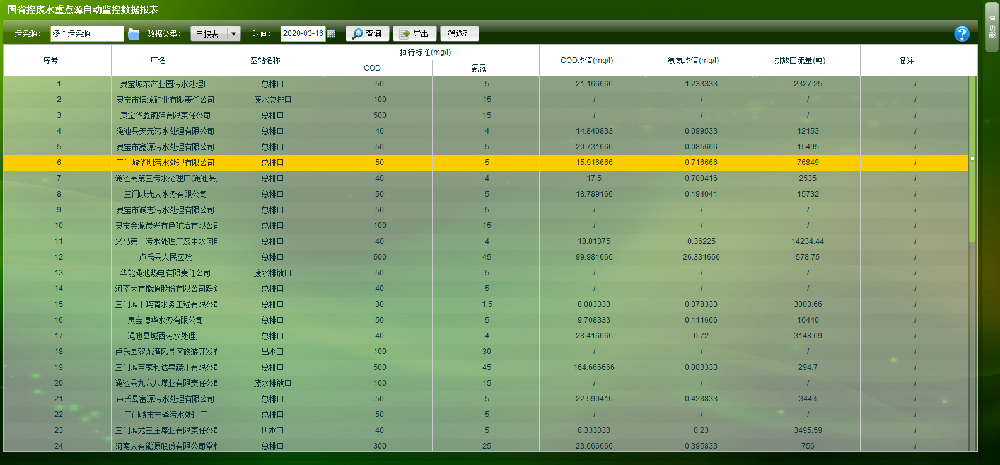 国省控废水重点源自动监控数据报表
污染源： 多个污染源 数据类型： 日报表 时间： 2020-03-16 查询 导出 筛选列
功能
序号 厂名 基站名称 执行标准(mg/l) COD均值(mg/l) 氨氮均值(mg/l) 排放口流量(吨) 备注
COD 氨氮
1 灵宝城东产业园污水处理厂 总排口 50 5 21.166666 1.233333 2327.25 /
2 灵宝市博源矿业有限责任公司 废水总排口 100 15 / / / /
3 灵宝华鑫铜箔有限责任公司 总排口 500 15 / / / /
4 渑池县天元污水处理有限公司 总排口 40 4 14.840833 0.099533 12153 /
5 灵宝市鑫源污水处理有限公司 总排口 50 5 20.731666 0.085666 15495 /
6 三门峡华明污水处理有限公司 总排口 50 5 15.916666 0.716666 76849 /
7 渑池县第三污水处理厂(渑池县 总排口 40 4 17.5 0.700416 2535 /
8 三门峡光大水务有限公司 总排口 50 5 18.789166 0.194041 15732 /
9 灵宝市诚志污水处理有限公司 总排口 50 5 / / / /
10 灵宝金源晨光有色矿冶有限公司 总排口 100 15 / / / /
11 义马第二污水处理厂及中水回用 总排口 40 4 18.81375 0.36225 14234.44 /
12 卢氏县人民医院 总排口 500 45 99.981666 26.331666 578.75 /
13 华能渑池热电有限责任公司 废水排放口 50 5 / / / /
14 河南大有能源股份有限公司跃进 总排口 40 5 / / / /
15 三门峡市晓清水务工程有限公司 总排口 30 1.5 8.083333 0.078333 3000.66 /
16 灵宝博华水务有限公司 总排口 50 5 9.708333 0.111666 10440 /
17 渑池县城西污水处理厂 总排口 40 4 28.416666 0.72 3148.69 /
18 卢氏县双龙湾风景区旅游开发有 出水口 100 30 / / / /
19 三门峡百家利达果蔬汁有限公司 总排口 500 45 164.666666 0.803333 294.7 /
20 渑池县九六八煤业有限责任公司 废水排放口 100 15 / / / /
21 卢氏县富源污水处理有限公司 总排口 50 5 22.590416 0.428833 3443 /
22 三门峡市丰泽污水处理厂 总排口 50 5 / / / /
23 三门峡龙王庄煤业有限责任公司 排水口 40 5 8.333333 0.23 3495.59 /
24 河南大有能源股份有限公司常村 总排口 300 25 23.666666 0.395833 756 /